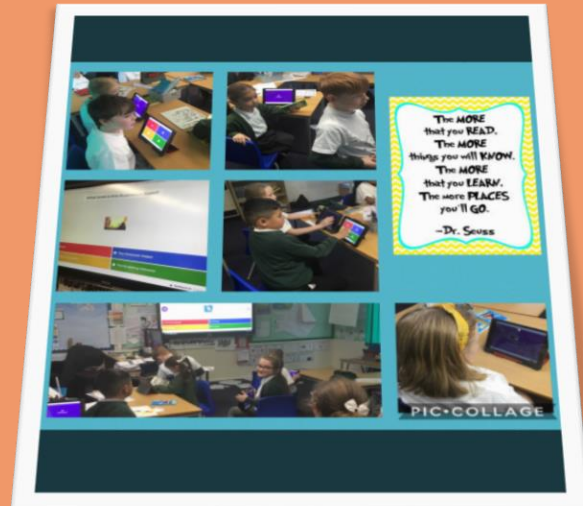 The MORE
that you READ.
The MORE
things you will KNOW.
The MORE
that you LEARN.
The more PLACES
you'll GO.
-Dr. Seuss
PIC•COLLAGE